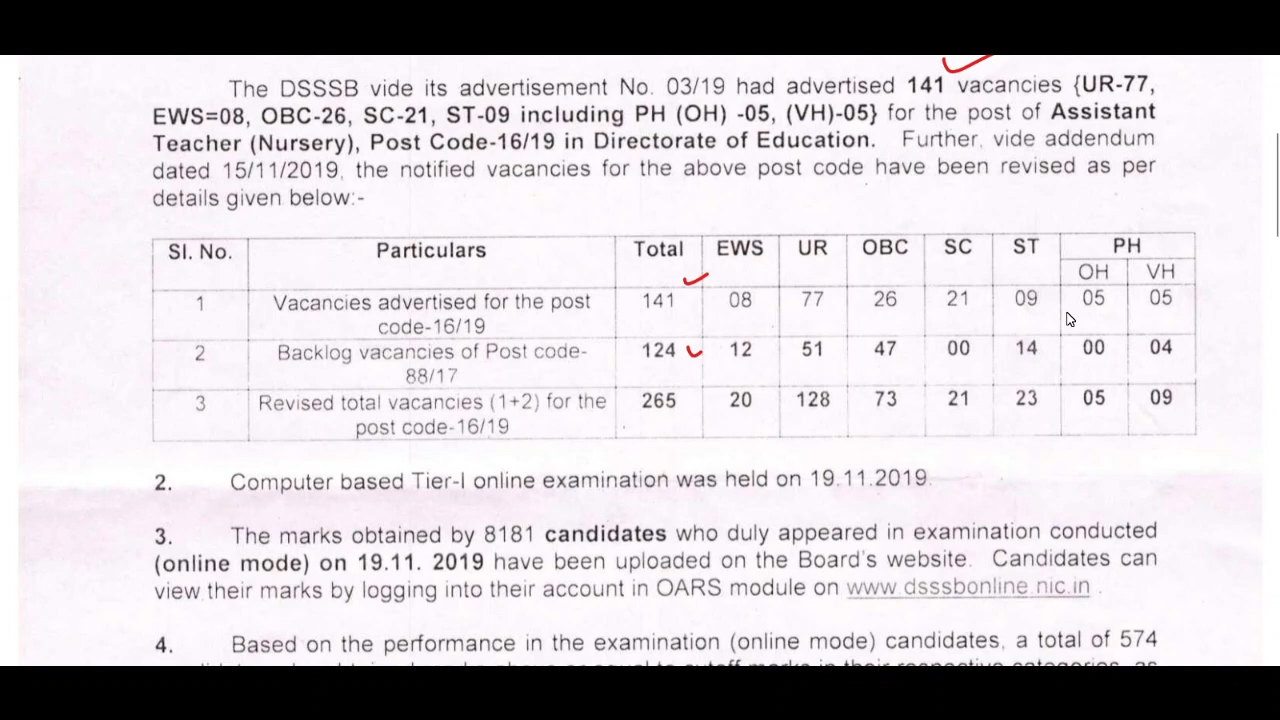 The DSSSB vide its advertisement No. 03/19 had advertised 141 vacancies {UR-77,
EWS=08, OBC-26, SC-21, ST-09 including PH (OH) -05, (VH)-05} for the post of Assistant
Teacher (Nursery), Post Code-16/19 in Directorate of Education. Further, vide addendum
dated 15/11/2019, the notified vacancies for the above post code have been revised as per
details given below:-
Sl. No. Particulars Total EWS UR OBC SC ST PH
OH VH
1 Vacancies advertised for the post 141 08 77 26 21 09 05 05
code-16/19
2 Backlog vacancies of Post code- 124 12 51 47 00 14 00 04
88/17
3 Revised total vacancies (1+2) for the 265 20 128 73 21 23 05 09
post code-16/19
2. Computer based Tier-I online examination was held on 19.11.2019.
3. The marks obtained by 8181 candidates who duly appeared in examination conducted
(online mode) on 19.11. 2019 have been uploaded on the Board's website. Candidates can
view their marks by logging into their account in OARS module on www.dsssbonline.nic.in .
4. Based on the performance in the examination (online mode) candidates, a total of 574